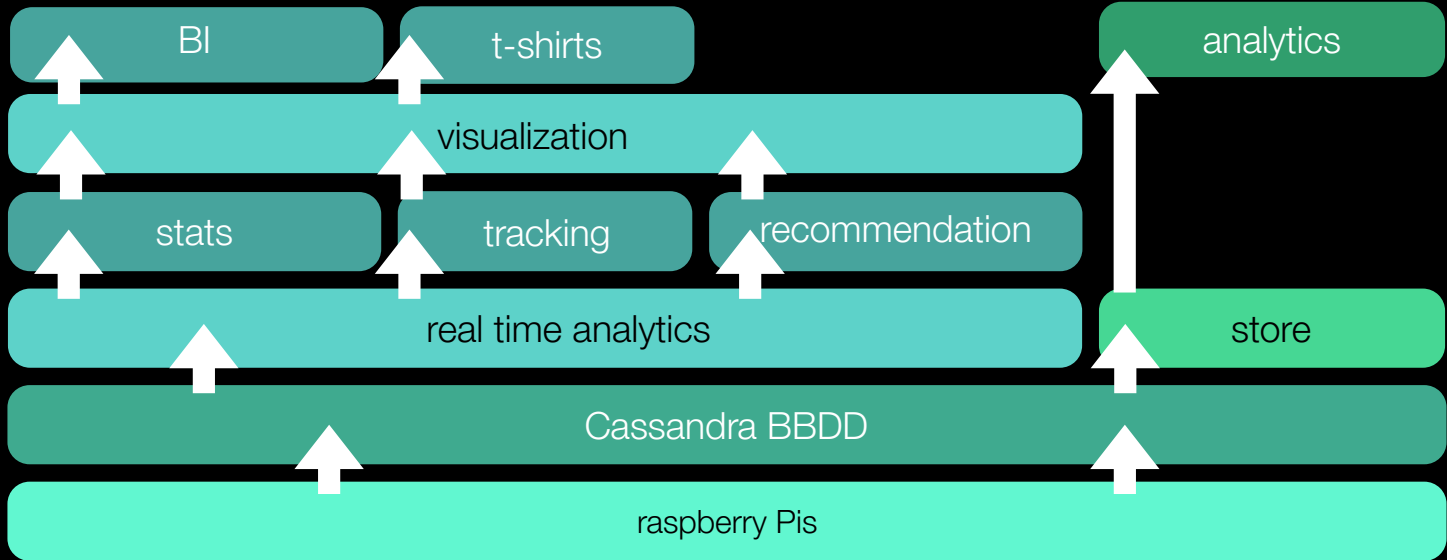 BI
t-shirts
analytics
visualization
stats
tracking
recommendation
real time analytics
store
Cassandra BBDD
raspberry Pis